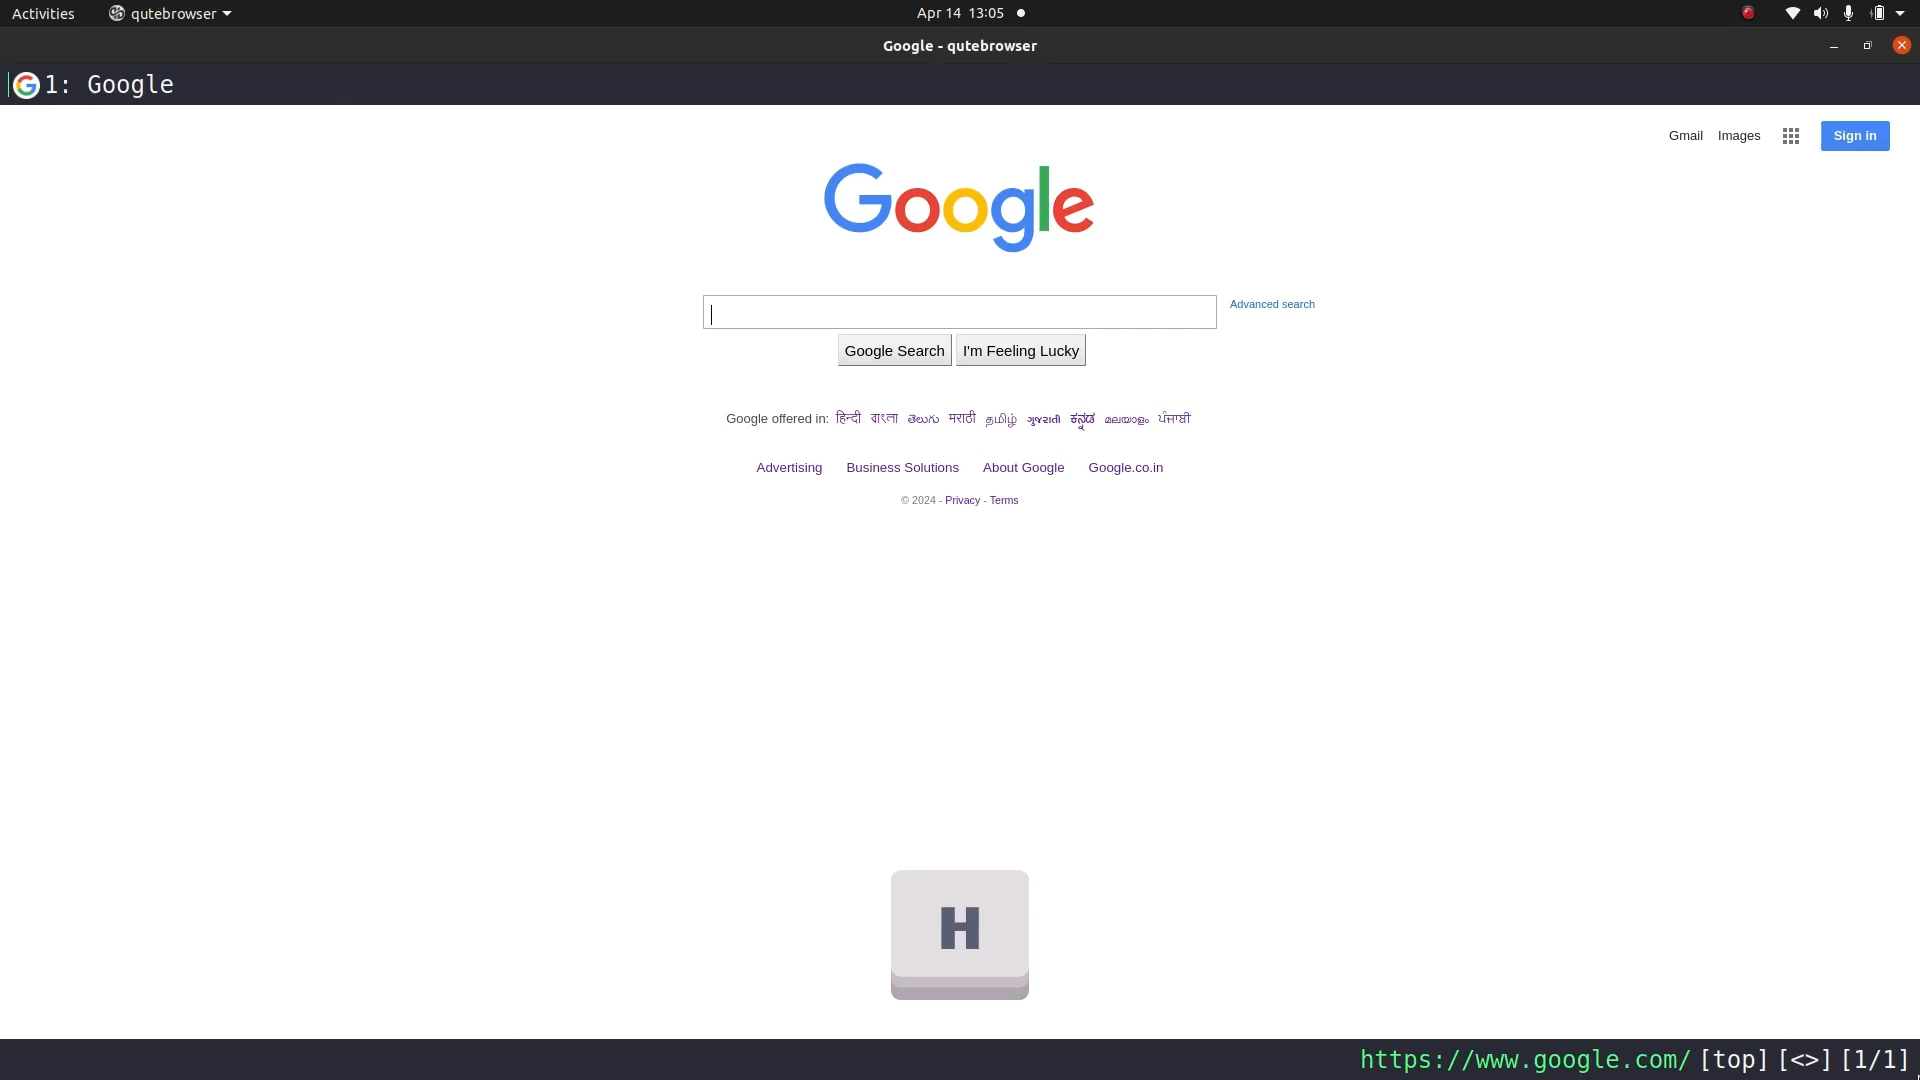 Activities qutebrowser Apr 14 13:05
Google - qutebrowser
1: Google
Gmail Images Sign in
Google
Advanced search
Google Search I'm Feeling Lucky
Google offered in: हिन्दी বাংলা తెలుగు मराठी தமிழ் ગુજરાતી ಕನ್ನಡ മലയാളം ਪੰਜਾਬੀ
Advertising Business Solutions About Google Google.co.in
© 2024 - Privacy - Terms
H
https://www.google.com/ [top] [<>] [1/1]